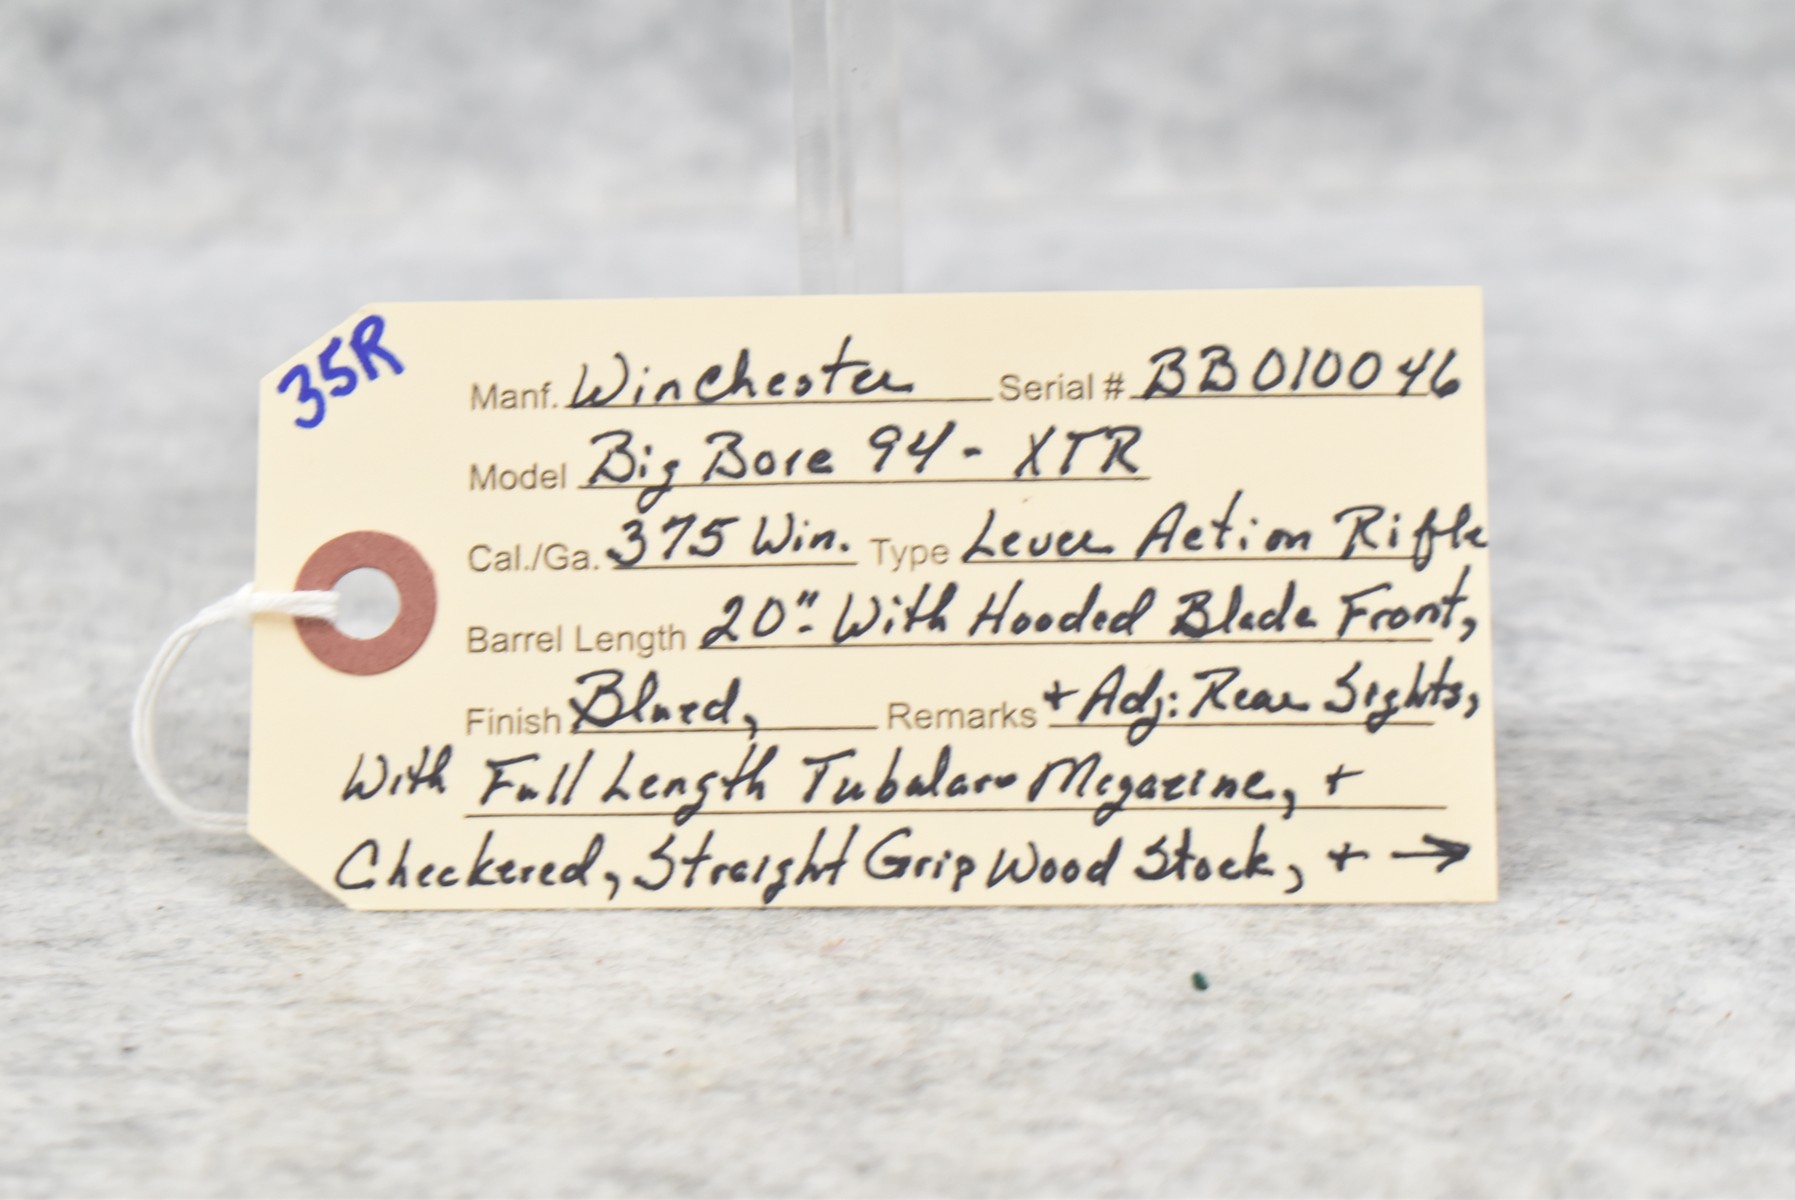 35R
Manf. Winchester Serial # BB010046
Model Big Bore 94 - XTR
Cal./Ga. 375 Win. Type Lever Action Rifle
Barrel Length 20" With Hooded Blade Front,
Finish Blued, Remarks + Adj: Rear Sights,
With Full Length Tubular Magazine, +
Checkered, Straight Grip Wood Stock, + →